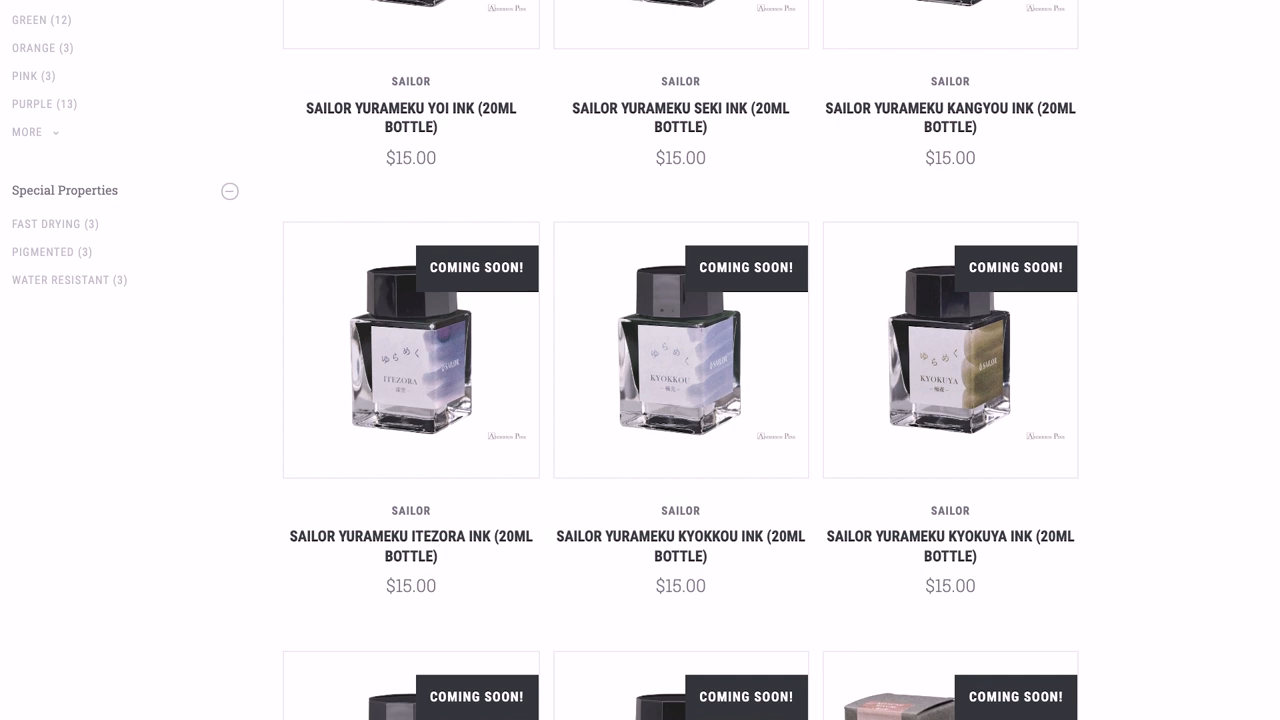 GREEN (12)
ORANGE (3)
PINK (3)
PURPLE (13)
MORE
Special Properties
FAST DRYING (3)
PIGMENTED (3)
WATER RESISTANT (3)
SAILOR
SAILOR YURAMEKU YOI INK (20ML
BOTTLE)
$15.00
SAILOR
SAILOR YURAMEKU SEKI INK (20ML
BOTTLE)
$15.00
SAILOR
SAILOR YURAMEKU KANGYOU INK (20ML
BOTTLE)
$15.00
COMING SOON!
ゆらめく
SAILOR
ITEZORA
SAILOR
SAILOR YURAMEKU ITEZORA INK (20ML
BOTTLE)
$15.00
COMING SOON!
ゆらめく
SAILOR
KYOKKOU
SAILOR
SAILOR YURAMEKU KYOKKOU INK (20ML
BOTTLE)
$15.00
COMING SOON!
ゆらめく
SAILOR
KYOKUYA
SAILOR
SAILOR YURAMEKU KYOKUYA INK (20ML
BOTTLE)
$15.00
COMING SOON!
COMING SOON!
COMING SOON!